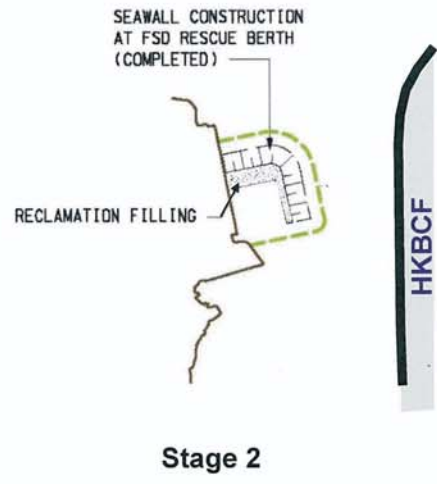 SEAWALL CONSTRUCTION
AT FSD RESCUE BERTH
(COMPLETED)
RECLAMATION FILLING
HKBCF
Stage 2